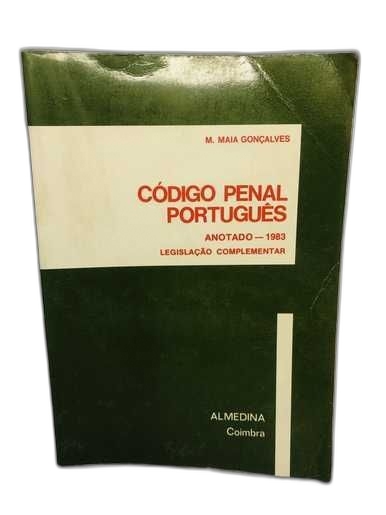 M. MAIA GONÇALVES
CÓDIGO PENAL
PORTUGUÊS
ANOTADO — 1983
LEGISLAÇÃO COMPLEMENTAR
ALMEDINA
Coimbra